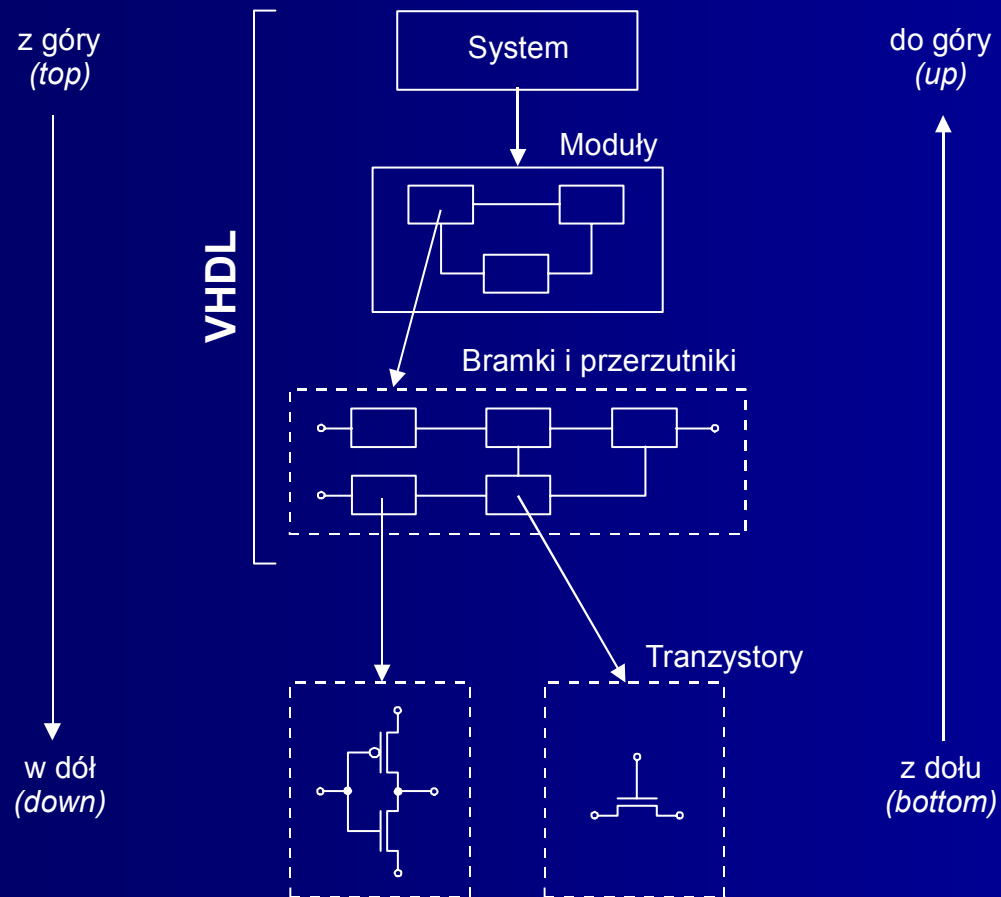 z góry
(top)
System
do góry
(up)
Moduły
VHDL
Bramki i przerzutniki
Tranzystory
w dół
(down)
z dołu
(bottom)